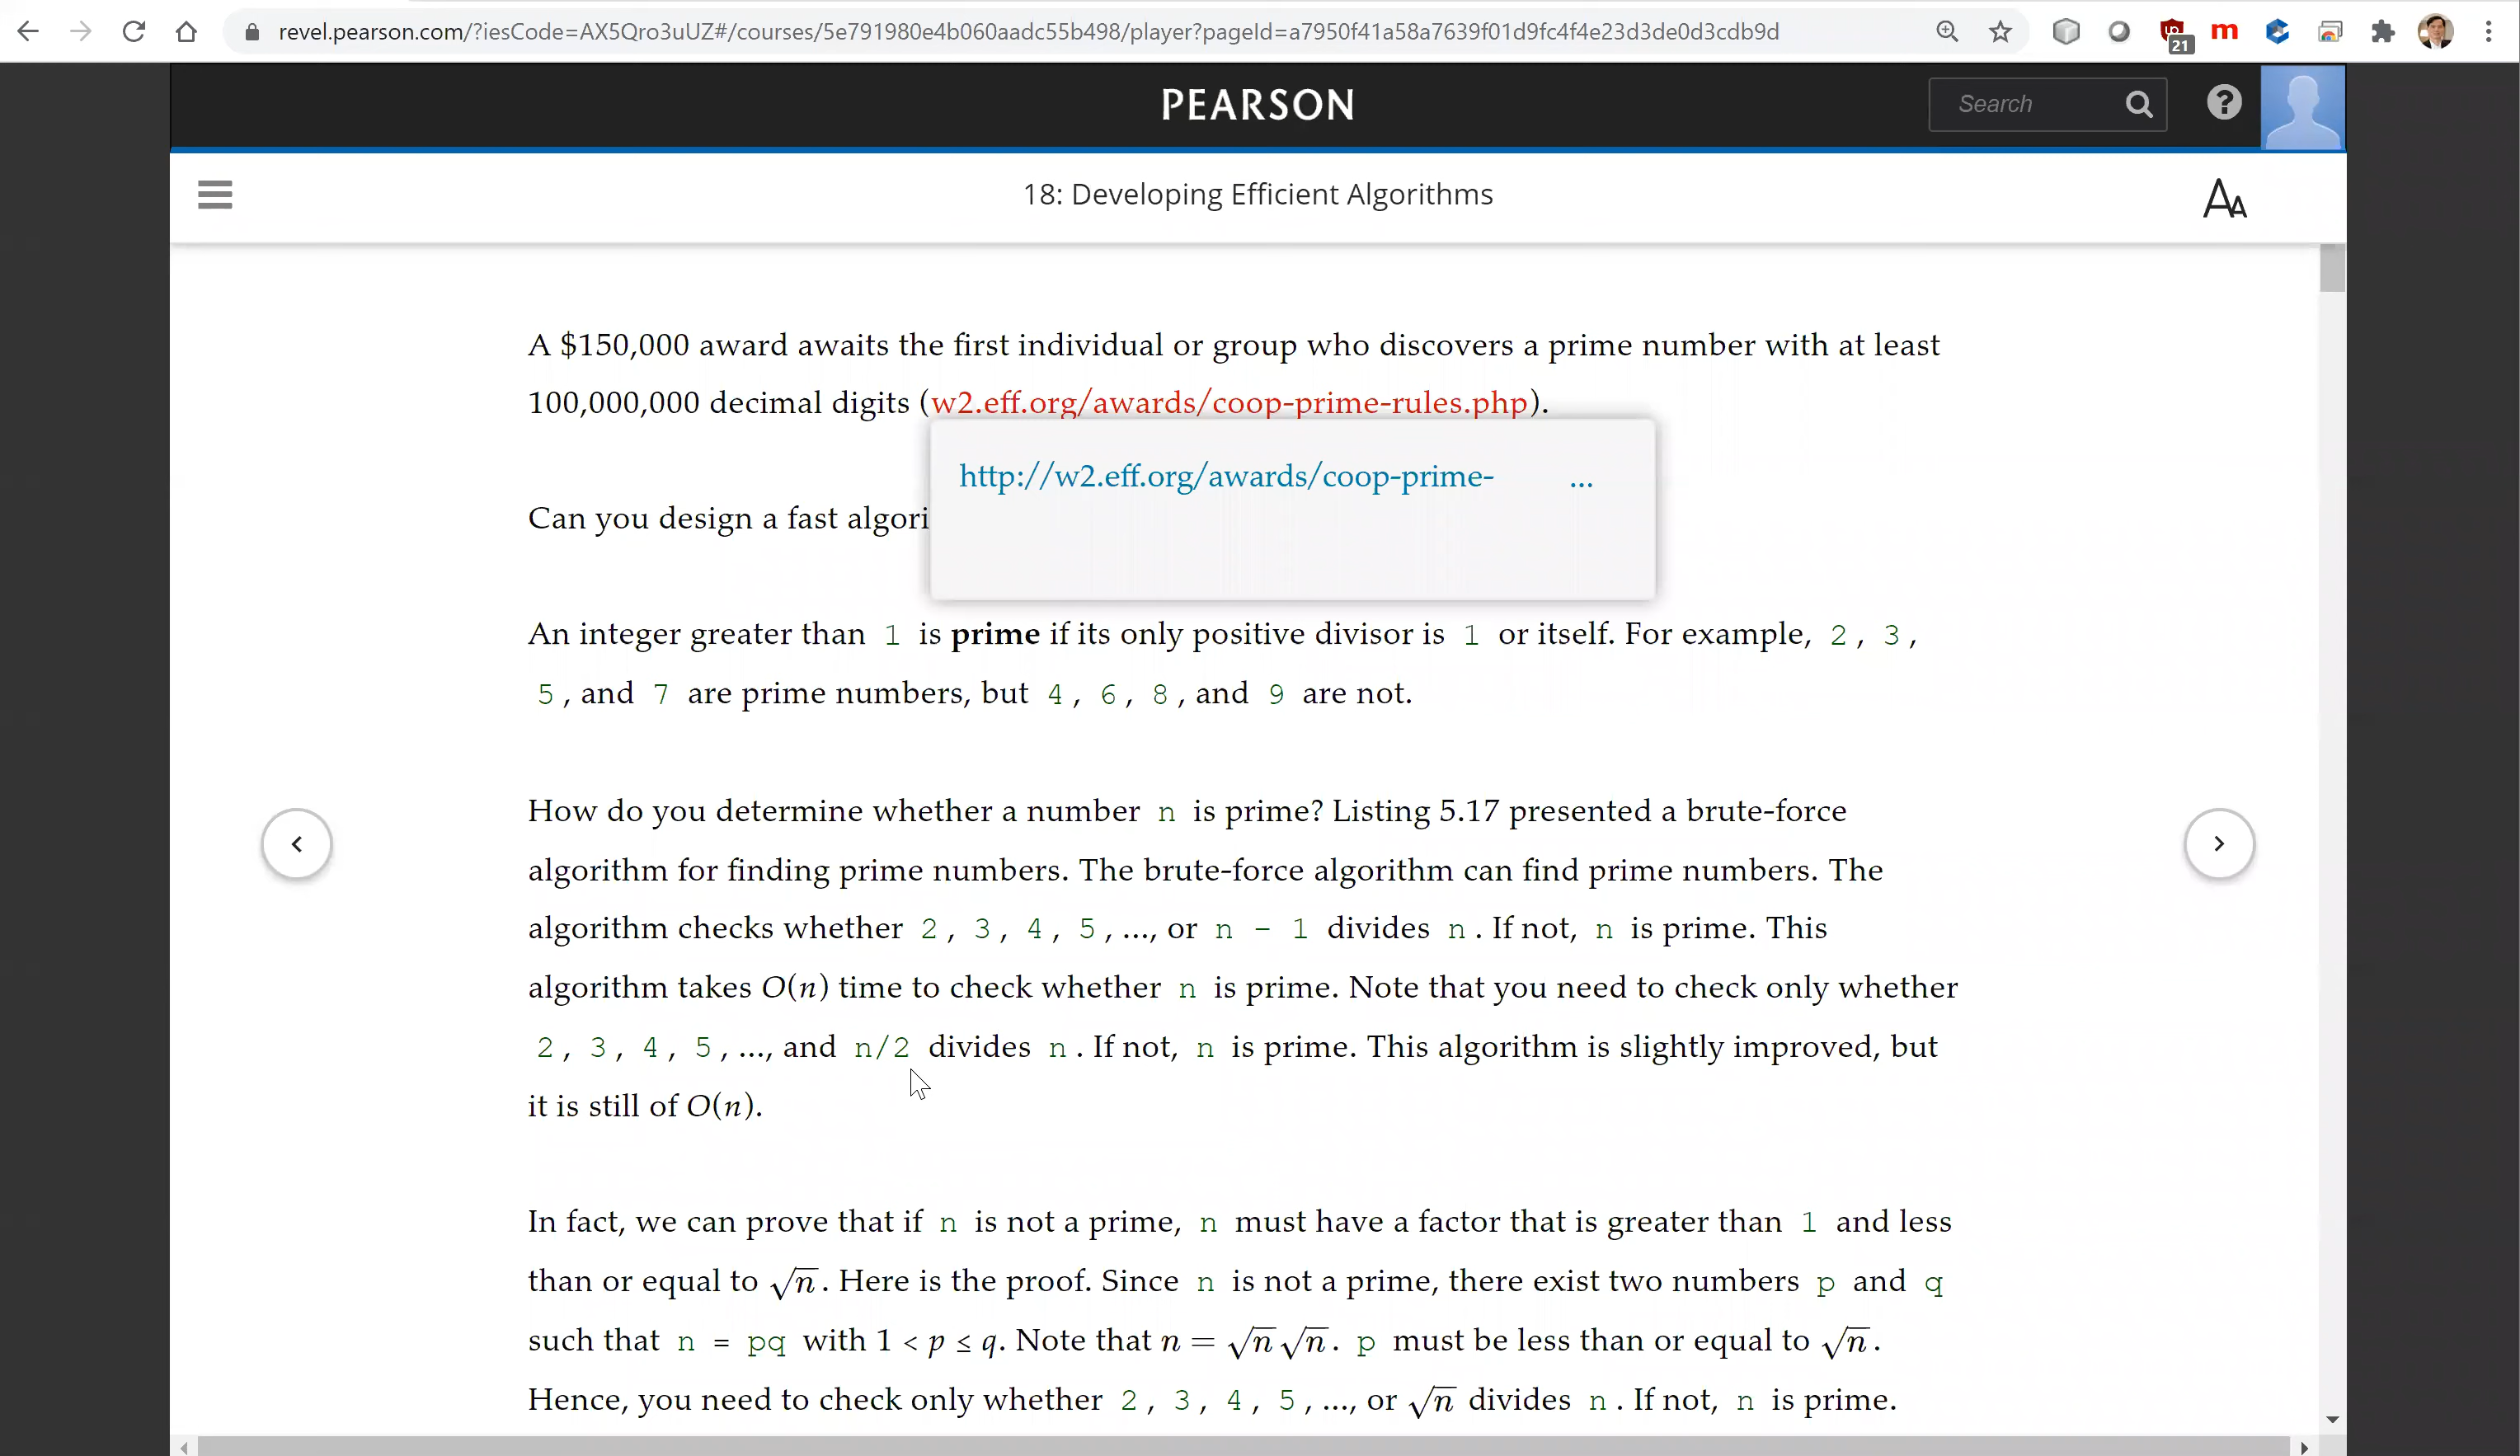 revel.pearson.com/?iesCode=AX5Qro3uUZ#/courses/5e791980e4b060aadc55b498/player?pageId=a7950f41a58a7639f01d9fc4f4e23d3de0d3cdb9d
21
m
PEARSON
Search
?
18: Developing Efficient Algorithms
AA
A $150,000 award awaits the first individual or group who discovers a prime number with at least
100,000,000 decimal digits (w2.eff.org/awards/coop-prime-rules.php).
http://w2.eff.org/awards/coop-prime- ...
Can you design a fast algori
An integer greater than 1 is prime if its only positive divisor is 1 or itself. For example, 2, 3,
5, and 7 are prime numbers, but 4, 6, 8, and 9 are not.
How do you determine whether a number n is prime? Listing 5.17 presented a brute-force
algorithm for finding prime numbers. The brute-force algorithm can find prime numbers. The
algorithm checks whether 2, 3, 4, 5, ..., or n - 1 divides n. If not, n is prime. This
algorithm takes O(n) time to check whether n is prime. Note that you need to check only whether
2, 3, 4, 5, ..., and n/2 divides n. If not, n is prime. This algorithm is slightly improved, but
it is still of O(n).
In fact, we can prove that if n is not a prime, n must have a factor that is greater than 1 and less
than or equal to √n. Here is the proof. Since n is not a prime, there exist two numbers p and q
such that n = pq with 1 < p ≤ q. Note that n = √n√n. p must be less than or equal to √n.
Hence, you need to check only whether 2, 3, 4, 5, ..., or √n divides n. If not, n is prime.